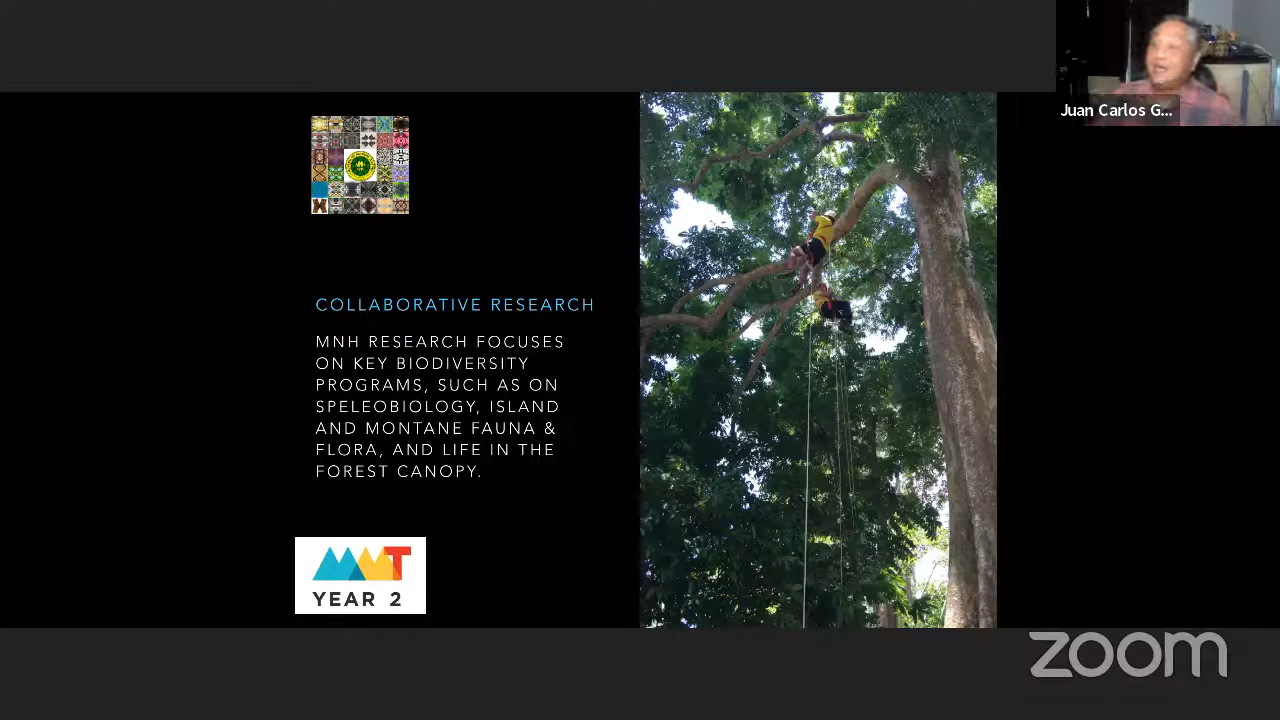 Juan Carlos G...
COLLABORATIVE RESEARCH
MNH RESEARCH FOCUSES
ON KEY BIODIVERSITY
PROGRAMS, SUCH AS ON
SPELEOBIOLOGY, ISLAND
AND MONTANE FAUNA &
FLORA, AND LIFE IN THE
FOREST CANOPY.
MMT
YEAR 2
zoom